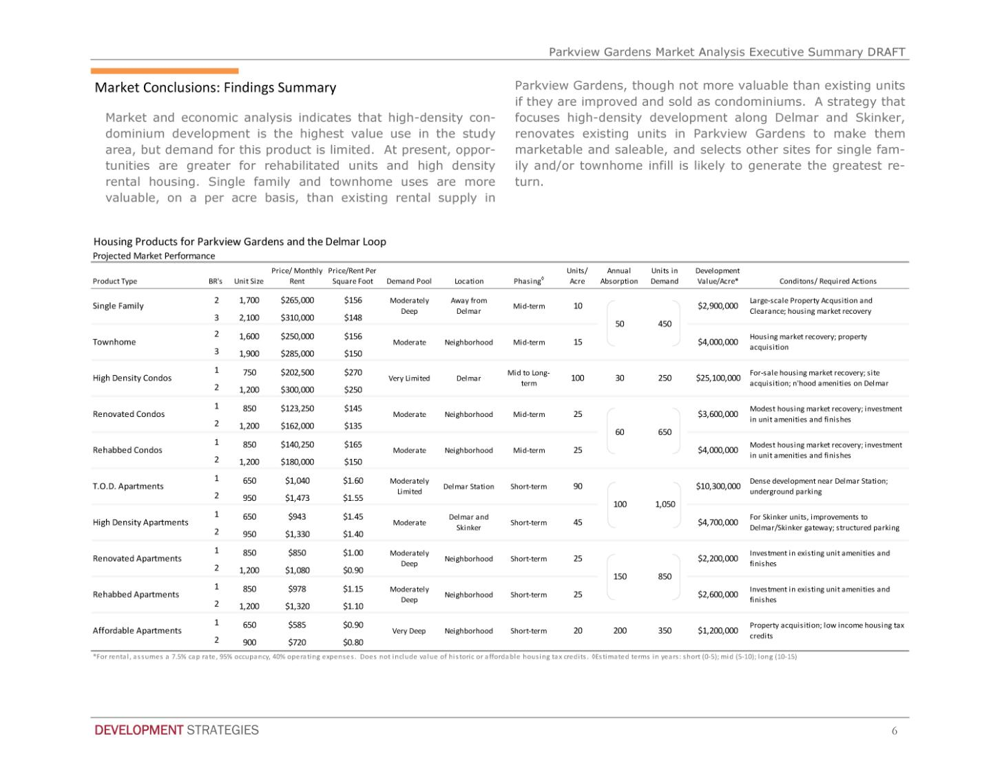 Parkview Gardens Market Analysis Executive Summary DRAFT
Market Conclusions: Findings Summary
Market and economic analysis indicates that high-density con-
dominium development is the highest value use in the study
area, but demand for this product is limited. At present, oppor-
tunities are greater for rehabilitated units and high density
rental housing. Single family and townhome uses are more
valuable, on a per acre basis, than existing rental supply in
Parkview Gardens, though not more valuable than existing units
if they are improved and sold as condominiums. A strategy that
focuses high-density development along Delmar and Skinker,
renovates existing units in Parkview Gardens to make them
marketable and saleable, and selects other sites for single fam-
ily and/or townhome infill is likely to generate the greatest re-
turn.
Housing Products for Parkview Gardens and the Delmar Loop
Projected Market Performance
Product Type BR's Unit Size Price/ Monthly Rent Price/Rent Per Square Foot Demand Pool Location Phasing◊ Units/ Acre Annual Absorption Units in Demand Development Value/Acre* Conditons/ Required Actions
Single Family 2 1,700 $265,000 $156 Moderately Deep Away from Delmar Mid-term 10 50 450 $2,900,000 Large-scale Property Acqusition and Clearance; housing market recovery
3 2,100 $310,000 $148
Townhome 2 1,600 $250,000 $156 Moderate Neighborhood Mid-term 15 $4,000,000 Housing market recovery; property acquisition
3 1,900 $285,000 $150
High Density Condos 1 750 $202,500 $270 Very Limited Delmar Mid to Long-term 100 30 250 $25,100,000 For-sale housing market recovery; site acquisition; n'hood amenities on Delmar
2 1,200 $300,000 $250
Renovated Condos 1 850 $123,250 $145 Moderate Neighborhood Mid-term 25 60 650 $3,600,000 Modest housing market recovery; investment in unit amenities and finishes
2 1,200 $162,000 $135
Rehabbed Condos 1 850 $140,250 $165 Moderate Neighborhood Mid-term 25 $4,000,000 Modest housing market recovery; investment in unit amenities and finishes
2 1,200 $180,000 $150
T.O.D. Apartments 1 650 $1,040 $1.60 Moderately Limited Delmar Station Short-term 90 100 1,050 $10,300,000 Dense development near Delmar Station; underground parking
2 950 $1,473 $1.55
High Density Apartments 1 650 $943 $1.45 Moderate Delmar and Skinker Short-term 45 $4,700,000 For Skinker units, improvements to Delmar/Skinker gateway; structured parking
2 950 $1,330 $1.40
Renovated Apartments 1 850 $850 $1.00 Moderately Deep Neighborhood Short-term 25 150 850 $2,200,000 Investment in existing unit amenities and finishes
2 1,200 $1,080 $0.90
Rehabbed Apartments 1 850 $978 $1.15 Moderately Deep Neighborhood Short-term 25 $2,600,000 Investment in existing unit amenities and finishes
2 1,200 $1,320 $1.10
Affordable Apartments 1 650 $585 $0.90 Very Deep Neighborhood Short-term 20 200 350 $1,200,000 Property acquisition; low income housing tax credits
2 900 $720 $0.80
*For rental, assumes a 7.5% cap rate, 95% occupancy, 40% operating expenses. Does not include value of historic or affordable housing tax credits. ◊Estimated terms in years: short (0-5); mid (5-10); long (10-15)
DEVELOPMENT STRATEGIES
6